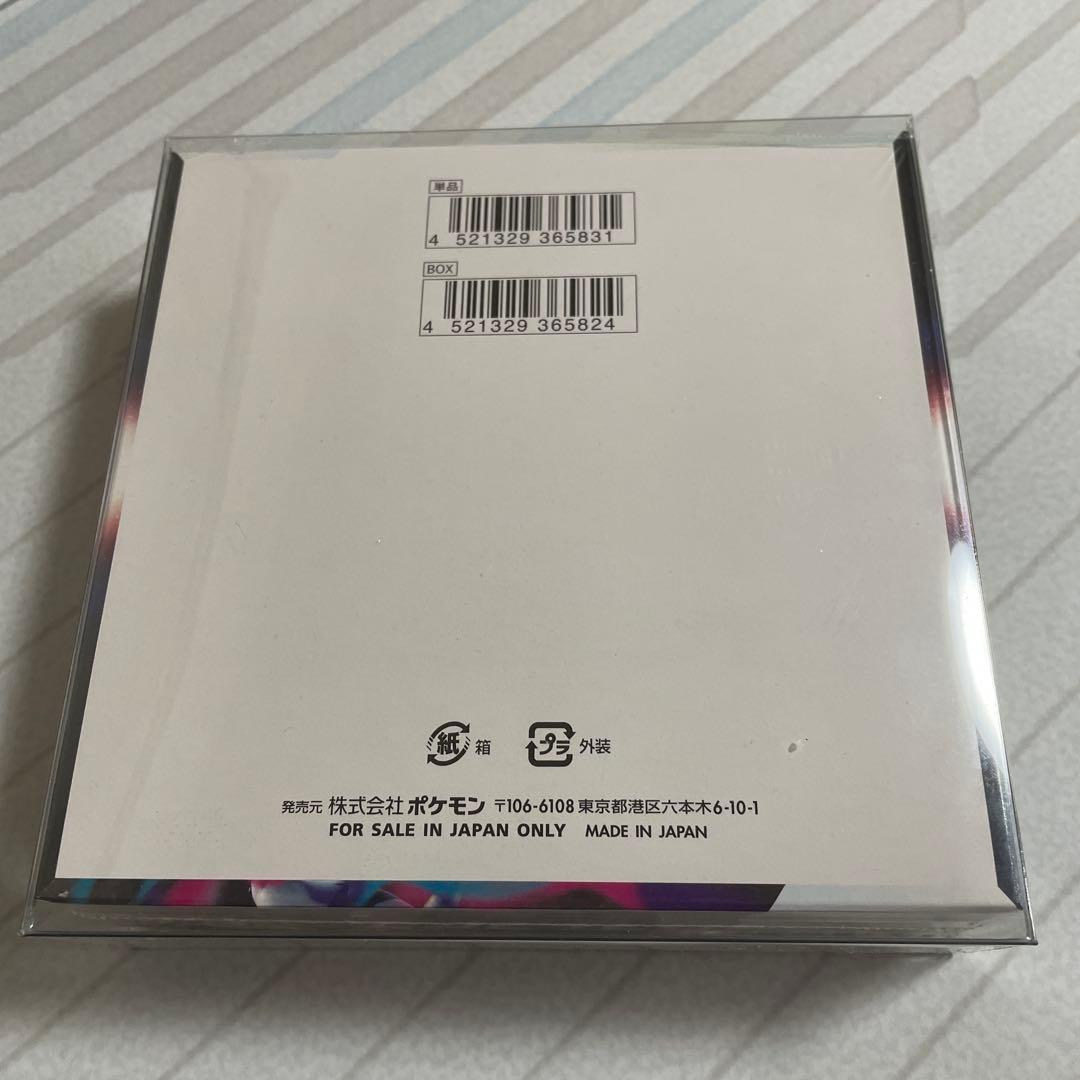 単品
4 521329 365831
BOX
4 521329 365824
紙 箱 プラ 外装
発売元 株式会社 ポケモン 〒106-6108 東京都港区六本木6-10-1
FOR SALE IN JAPAN ONLY MADE IN JAPAN